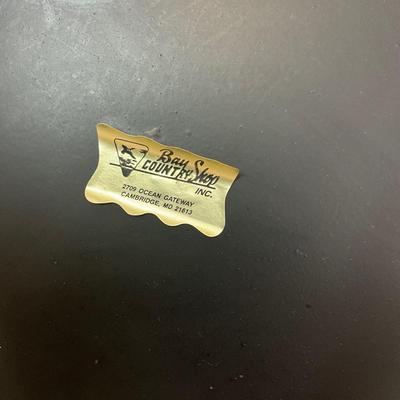 Bay
COUNTRY Shop
INC.
2709 OCEAN GATEWAY
CAMBRIDGE, MD 21613